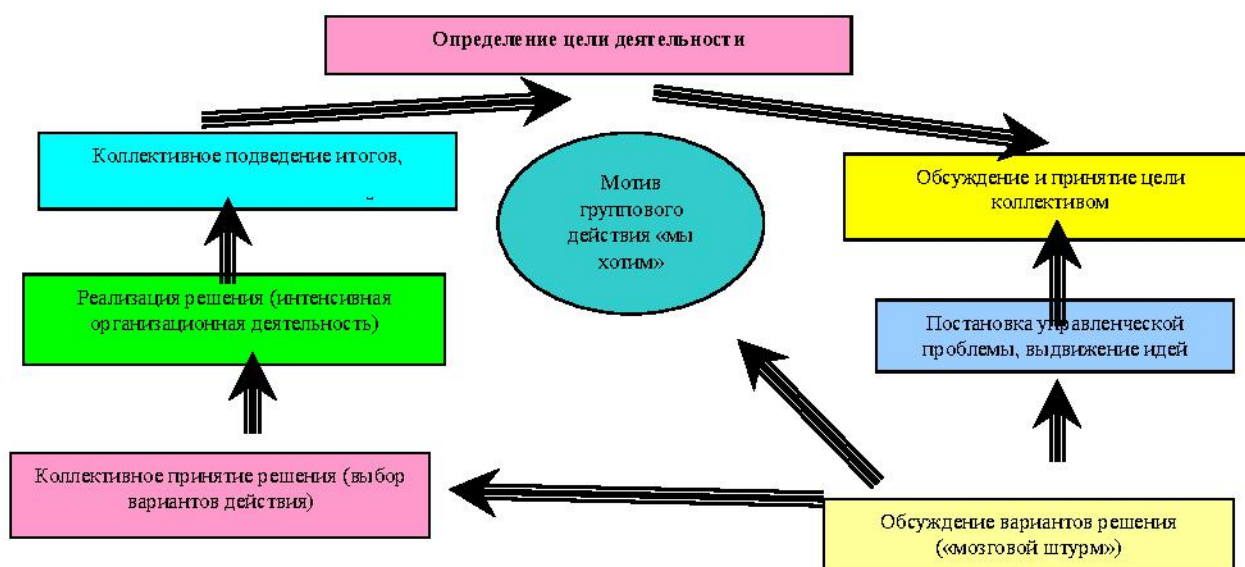 Определение цели деятельности
Коллективное подведение итогов,
Мотив
группового
действия «мы
хотим»
Обсуждение и принятие цели
коллективом
Реализация решения (интенсивная
организационная деятельность)
Постановка управленческой
проблемы, выдвижение идей
Коллективное принятие решения (выбор
вариантов действия)
Обсуждение вариантов решения
(«мозговой штурм»)